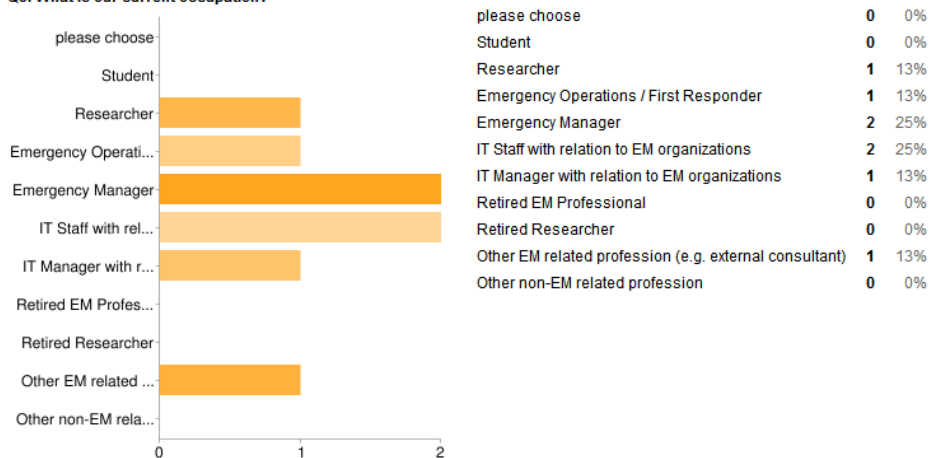 please choose
Student
Researcher
Emergency Operati...
Emergency Manager
IT Staff with rel...
IT Manager with r...
Retired EM Profes...
Retired Researcher
Other EM related ...
Other non-EM rela...
0 1 2
please choose 0 0%
Student 0 0%
Researcher 1 13%
Emergency Operations / First Responder 1 13%
Emergency Manager 2 25%
IT Staff with relation to EM organizations 2 25%
IT Manager with relation to EM organizations 1 13%
Retired EM Professional 0 0%
Retired Researcher 0 0%
Other EM related profession (e.g. external consultant) 1 13%
Other non-EM related profession 0 0%